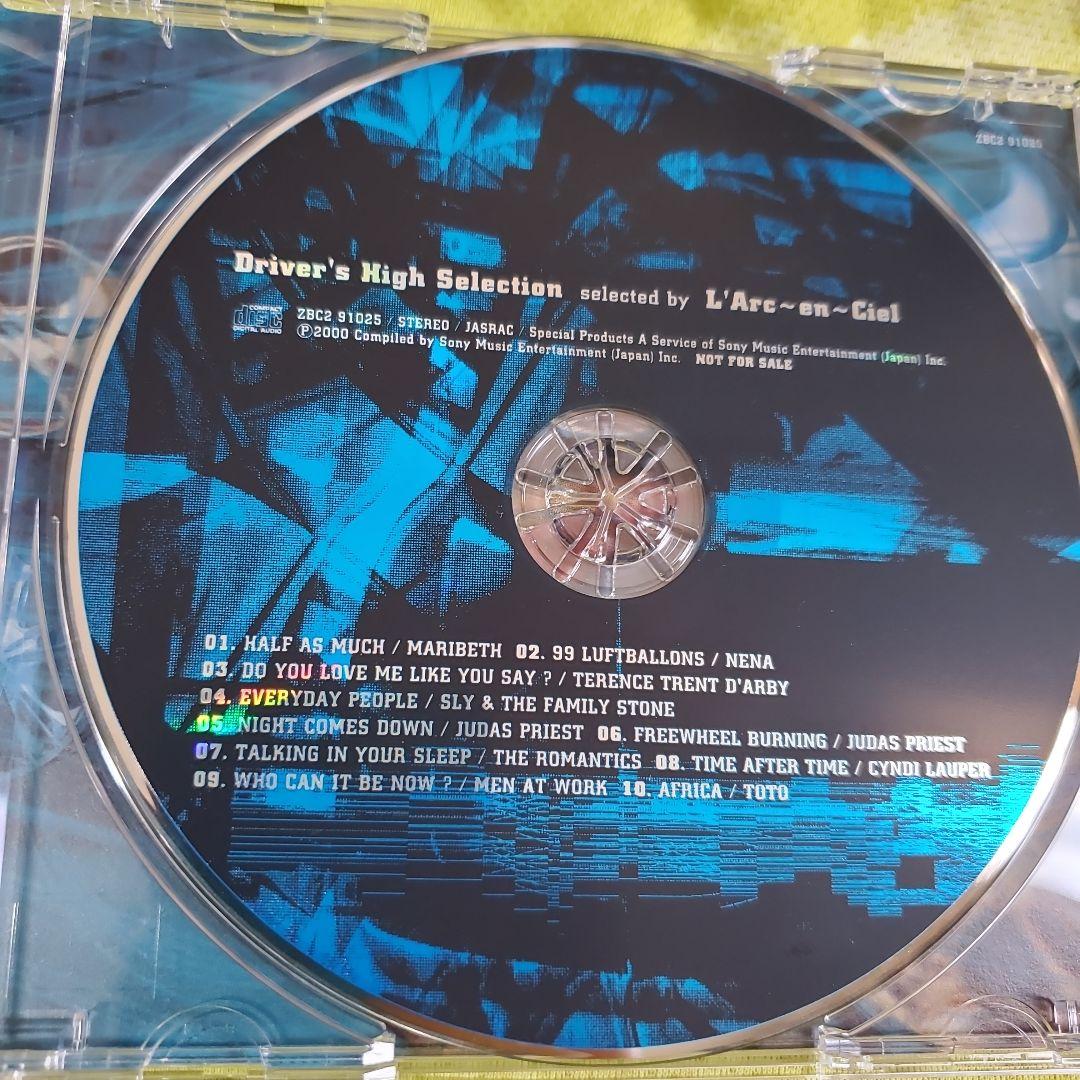 ZBC2 91025
Driver's High Selection selected by L'Arc~en~Ciel
COMPACT disc DIGITAL AUDIO
ZBC2 91025 / STEREO / JASRAC / Special Products A Service of Sony Music Entertainment (Japan) Inc.
Ⓟ2000 Compiled by Sony Music Entertainment (Japan) Inc. NOT FOR SALE
01. HALF AS MUCH / MARIBETH 02. 99 LUFTBALLONS / NENA
03. DO YOU LOVE ME LIKE YOU SAY ? / TERENCE TRENT D'ARBY
04. EVERYDAY PEOPLE / SLY & THE FAMILY STONE
05. NIGHT COMES DOWN / JUDAS PRIEST 06. FREEWHEEL BURNING / JUDAS PRIEST
07. TALKING IN YOUR SLEEP / THE ROMANTICS 08. TIME AFTER TIME / CYNDI LAUPER
09. WHO CAN IT BE NOW ? / MEN AT WORK 10. AFRICA / TOTO